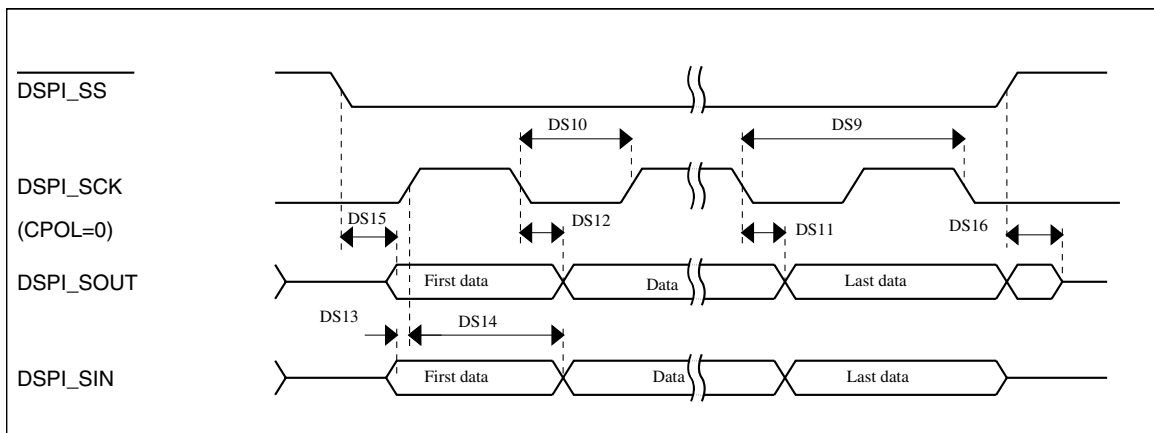 DSPI_SS
DS10
DS9
DSPI_SCK
(CPOL=0)
DS15
DS12
DS11
DS16
DSPI_SOUT
First data
Data
Last data
DS13
DS14
DSPI_SIN
First data
Data
Last data